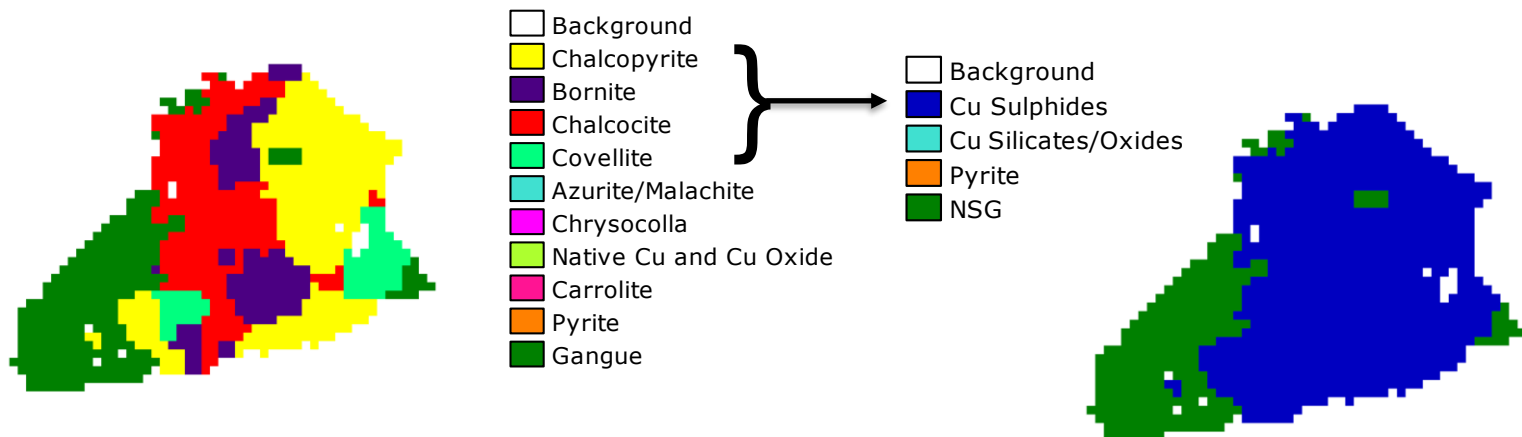 Background
Chalcopyrite
Bornite
Chalcocite
Covellite
Azurite/Malachite
Chrysocolla
Native Cu and Cu Oxide
Carrolite
Pyrite
Gangue
Background
Cu Sulphides
Cu Silicates/Oxides
Pyrite
NSG